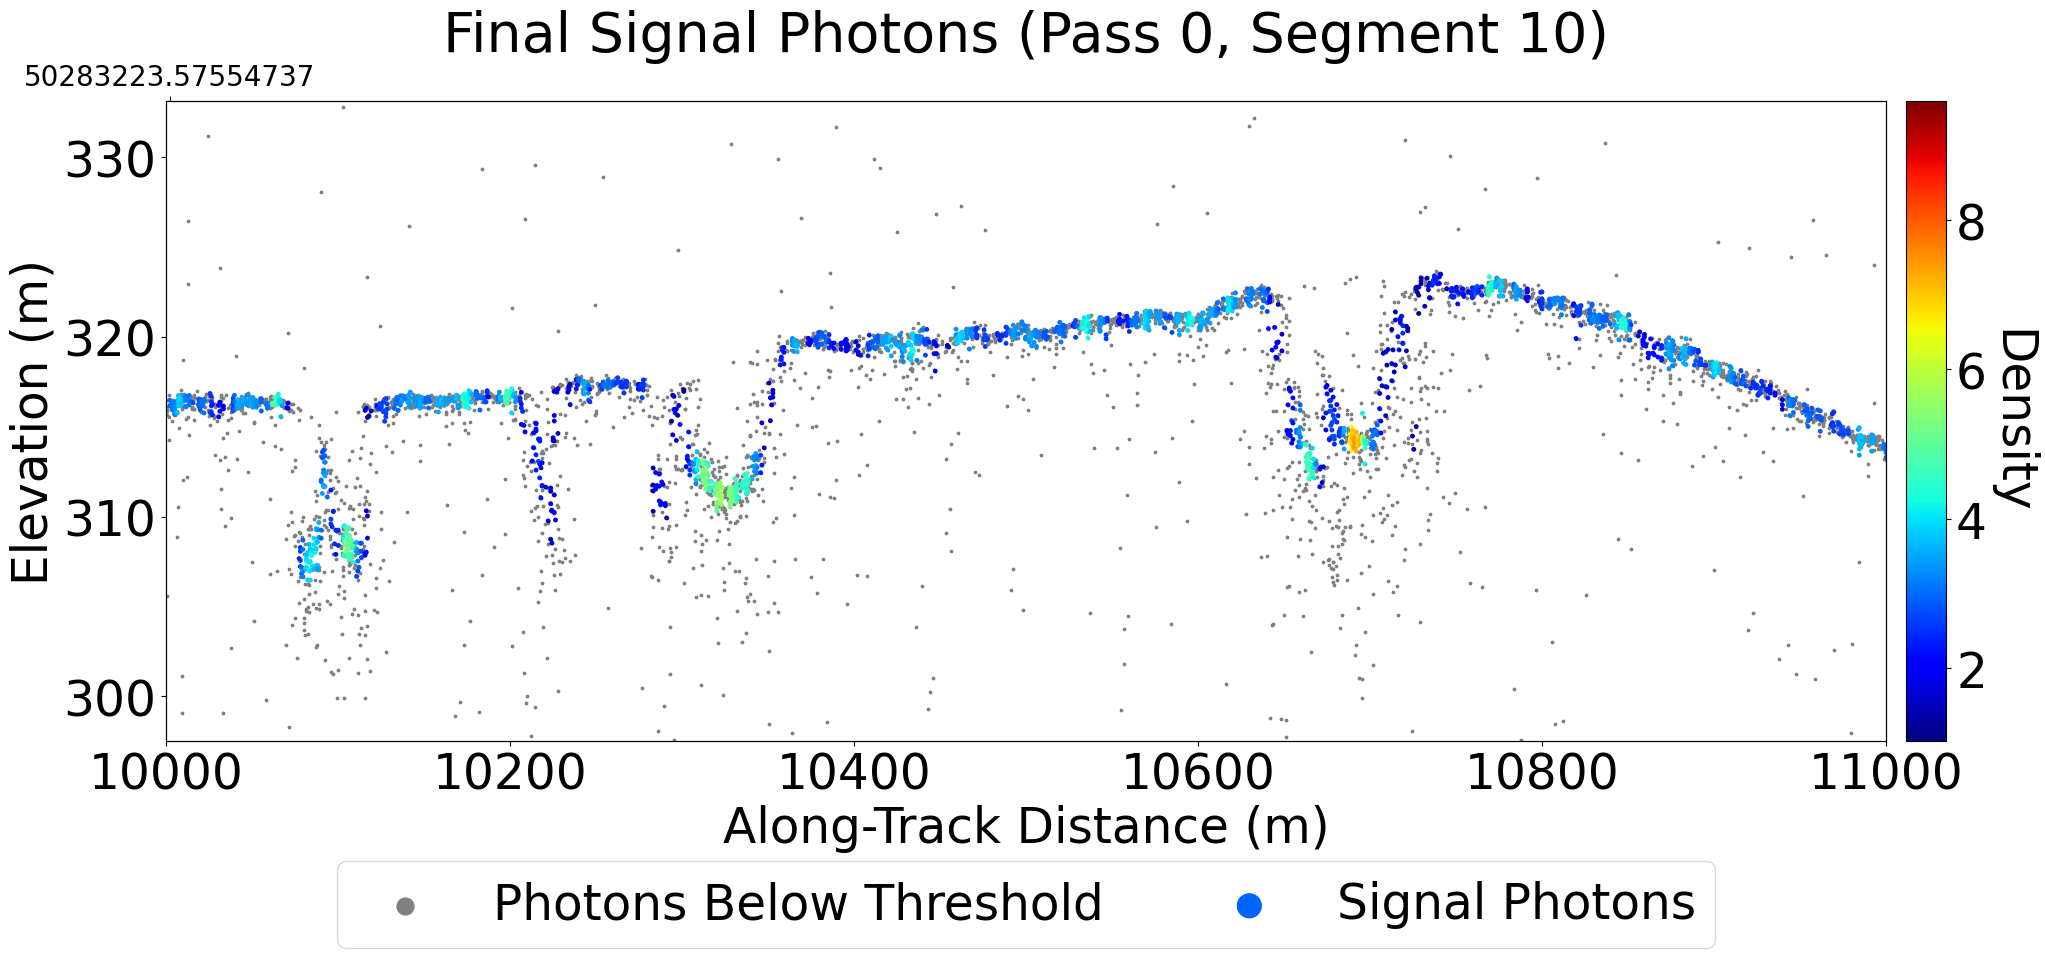 Final Signal Photons (Pass 0, Segment 10)
50283223.57554737
330
320
310
300
Elevation (m)
10000 10200 10400 10600 10800 11000
Along-Track Distance (m)
8
6
4
2
Density
Photons Below Threshold Signal Photons